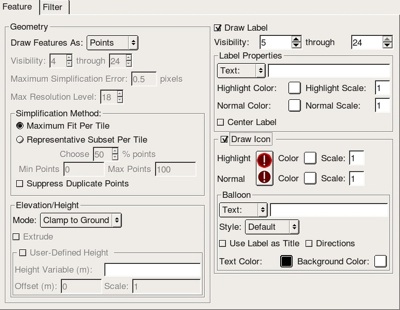 Feature Filter
Geometry
Draw Features As: Points
Visibility: 4 through 24
Maximum Simplification Error: 0.5 pixels
Max Resolution Level: 18
Simplification Method:
Maximum Fit Per Tile
Representative Subset Per Tile
Choose 50 % points
Min Points 0 Max Points 100
Suppress Duplicate Points
Elevation/Height
Mode: Clamp to Ground
Extrude
User-Defined Height
Height Variable (m):
Offset (m): 0 Scale: 1
Draw Label
Visibility: 5 through 24
Label Properties
Text:
Highlight Color: Highlight Scale: 1
Normal Color: Normal Scale: 1
Center Label
Draw Icon
Highlight Color Scale: 1
Normal Color Scale: 1
Balloon
Text:
Style: Default
Use Label as Title Directions
Text Color: Background Color: